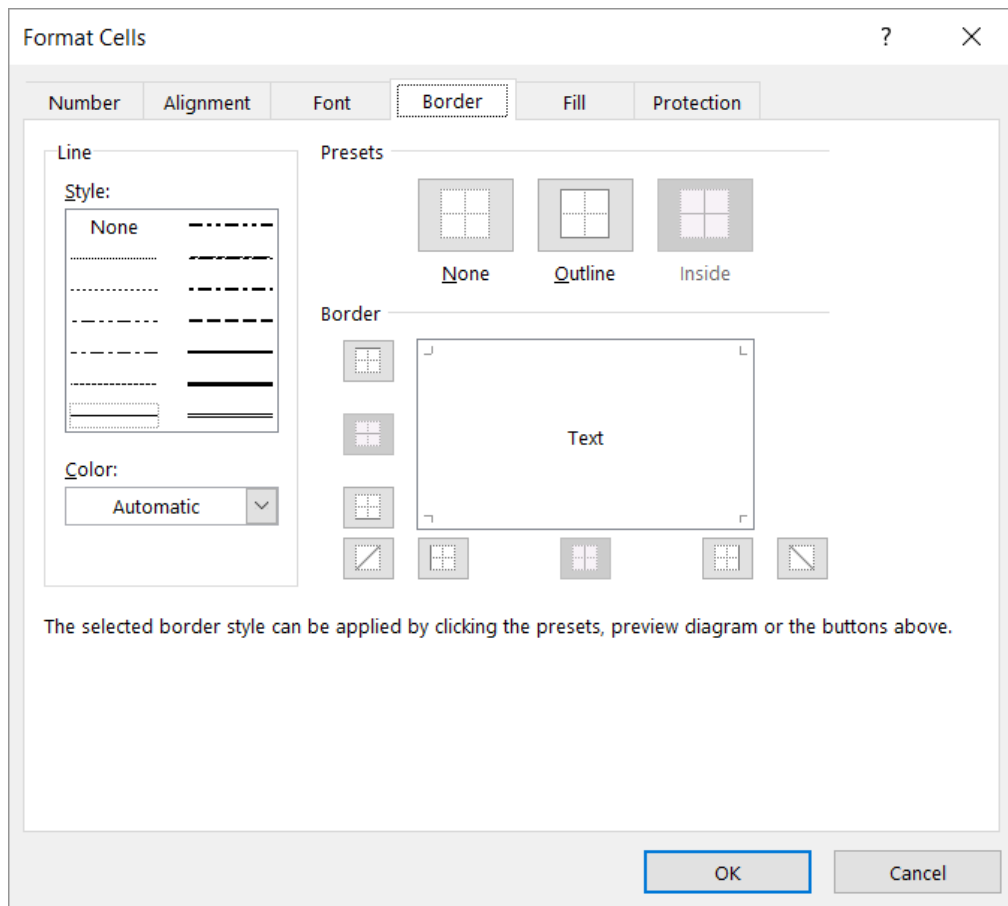 Format Cells ?
Number Alignment Font Border Fill Protection
Line
Style:
None
Color:
Automatic
Presets
None Outline Inside
Border
Text
The selected border style can be applied by clicking the presets, preview diagram or the buttons above.
OK Cancel